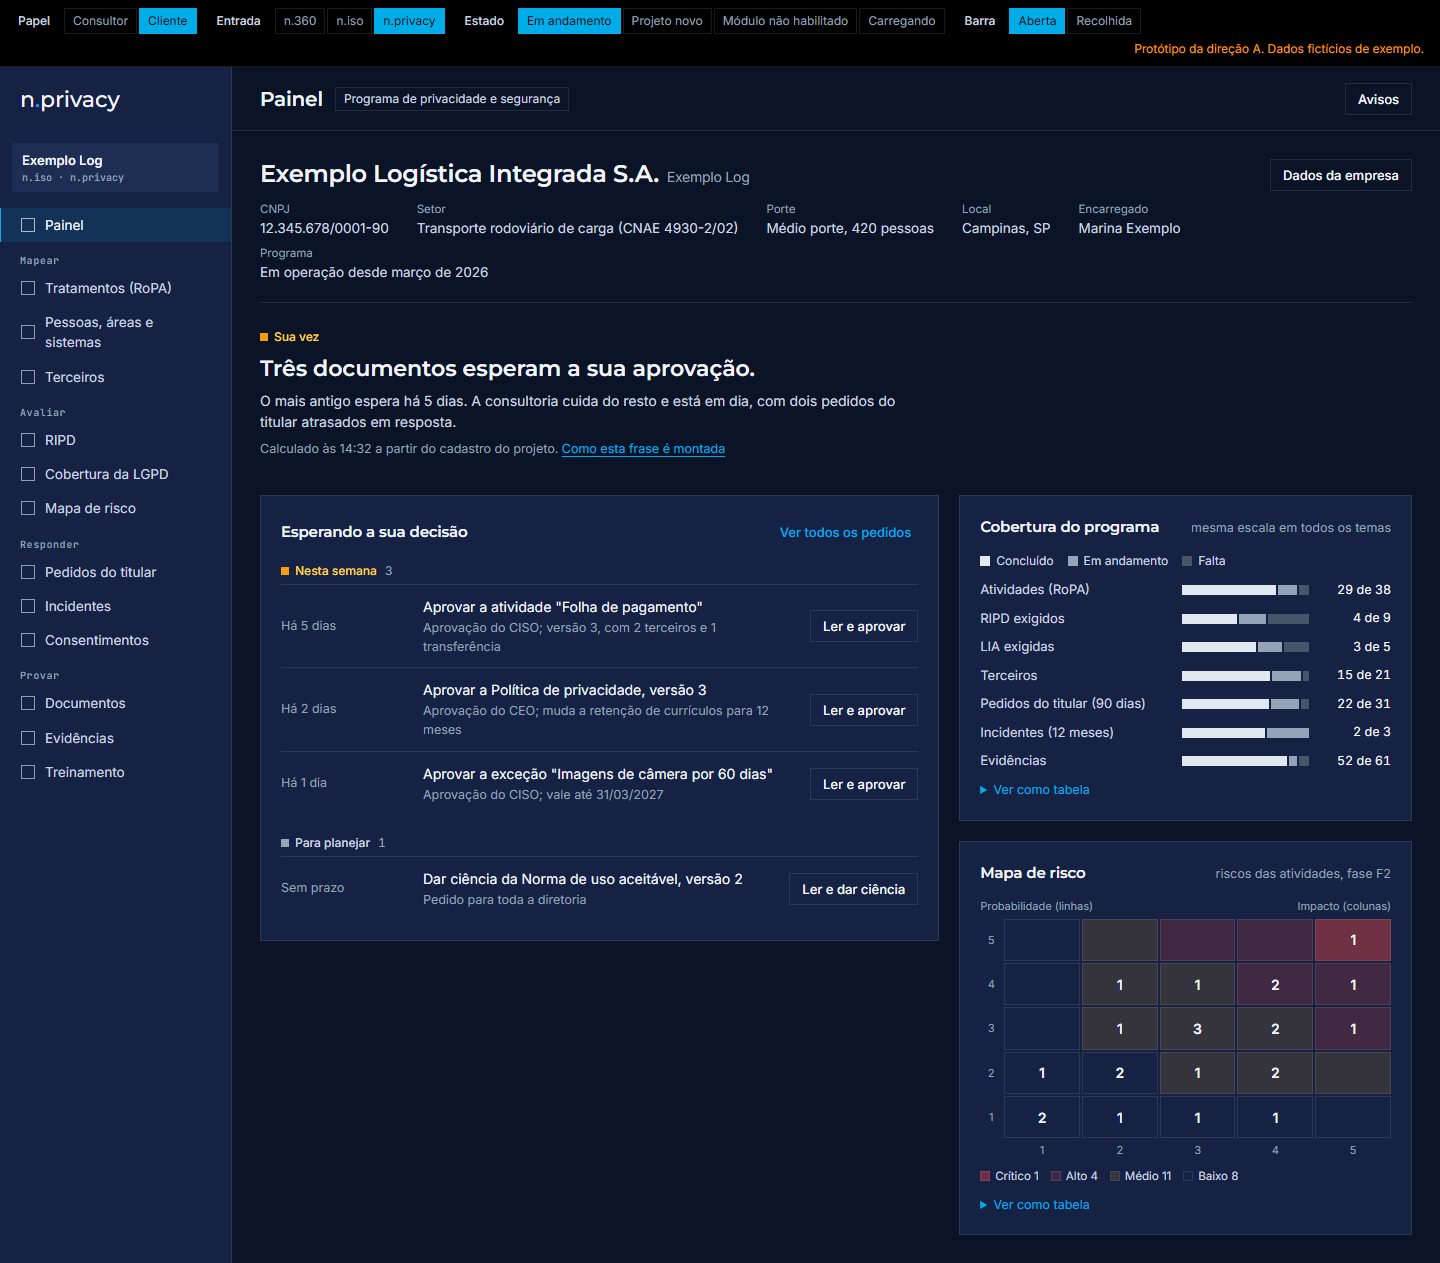 Papel Consultor Cliente Entrada n.360 n.iso n.privacy Estado Em andamento Projeto novo Módulo não habilitado Carregando Barra Aberta Recolhida
Protótipo da direção A. Dados fictícios de exemplo.
n.privacy
Exemplo Log
n.iso · n.privacy
Painel
Mapear
Tratamentos (RoPA)
Pessoas, áreas e
sistemas
Terceiros
Avaliar
RIPD
Cobertura da LGPD
Mapa de risco
Responder
Pedidos do titular
Incidentes
Consentimentos
Provar
Documentos
Evidências
Treinamento
Painel Programa de privacidade e segurança Avisos
Exemplo Logística Integrada S.A. Exemplo Log Dados da empresa
CNPJ Setor Porte Local Encarregado
12.345.678/0001-90 Transporte rodoviário de carga (CNAE 4930-2/02) Médio porte, 420 pessoas Campinas, SP Marina Exemplo
Programa
Em operação desde março de 2026
Sua vez
Três documentos esperam a sua aprovação.
O mais antigo espera há 5 dias. A consultoria cuida do resto e está em dia, com dois pedidos do
titular atrasados em resposta.
Calculado às 14:32 a partir do cadastro do projeto. Como esta frase é montada
Esperando a sua decisão Ver todos os pedidos
Nesta semana 3
Há 5 dias
Aprovar a atividade "Folha de pagamento"
Aprovação do CISO; versão 3, com 2 terceiros e 1
transferência
Ler e aprovar
Há 2 dias
Aprovar a Política de privacidade, versão 3
Aprovação do CEO; muda a retenção de currículos para 12
meses
Ler e aprovar
Há 1 dia
Aprovar a exceção "Imagens de câmera por 60 dias"
Aprovação do CISO; vale até 31/03/2027
Ler e aprovar
Para planejar 1
Sem prazo
Dar ciência da Norma de uso aceitável, versão 2
Pedido para toda a diretoria
Ler e dar ciência
Cobertura do programa mesma escala em todos os temas
Concluído Em andamento Falta
Atividades (RoPA) 29 de 38
RIPD exigidos 4 de 9
LIA exigidas 3 de 5
Terceiros 15 de 21
Pedidos do titular (90 dias) 22 de 31
Incidentes (12 meses) 2 de 3
Evidências 52 de 61
Ver como tabela
Mapa de risco riscos das atividades, fase F2
Probabilidade (linhas) Impacto (colunas)
5 1
4 1 1 2 1
3 1 3 2 1
2 1 2 1 2
1 2 1 1 1
1 2 3 4 5
Crítico 1 Alto 4 Médio 11 Baixo 8
Ver como tabela